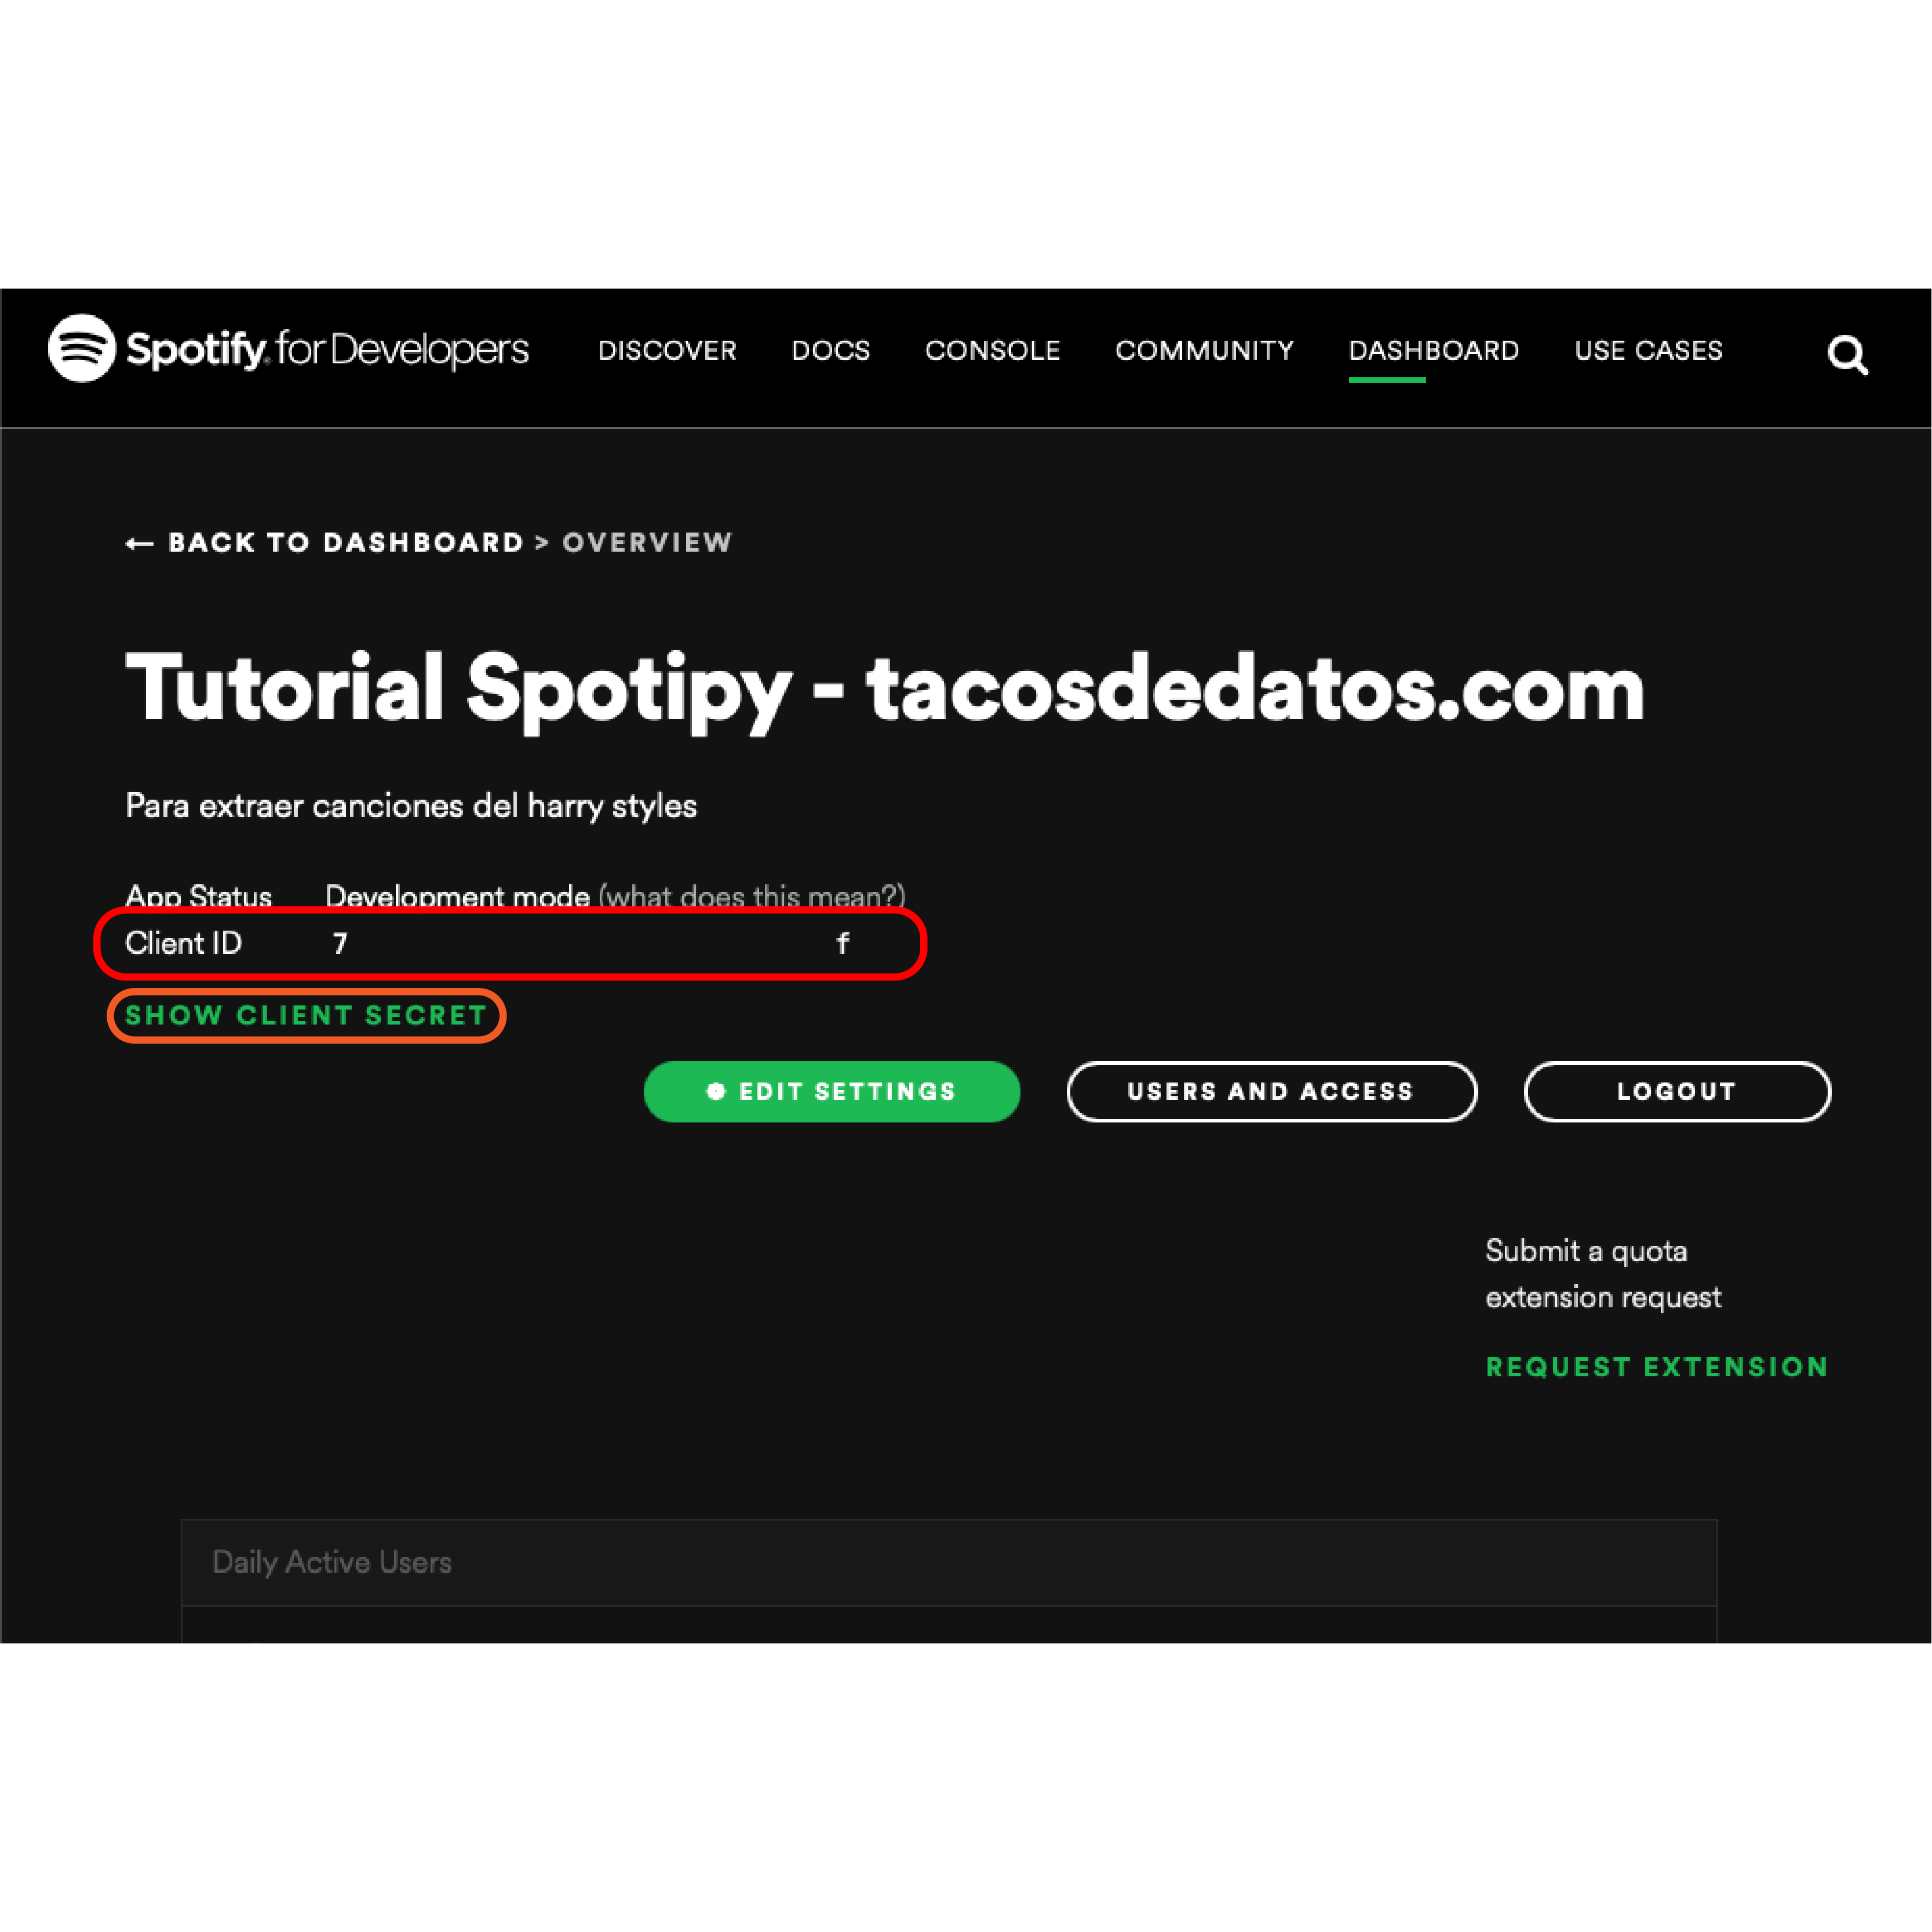 Spotify for Developers DISCOVER DOCS CONSOLE COMMUNITY DASHBOARD USE CASES
← BACK TO DASHBOARD > OVERVIEW
Tutorial Spotipy - tacosdedatos.com
Para extraer canciones del harry styles
App Status Development mode (what does this mean?)
Client ID 7 f
SHOW CLIENT SECRET
EDIT SETTINGS USERS AND ACCESS LOGOUT
Submit a quota
extension request
REQUEST EXTENSION
Daily Active Users